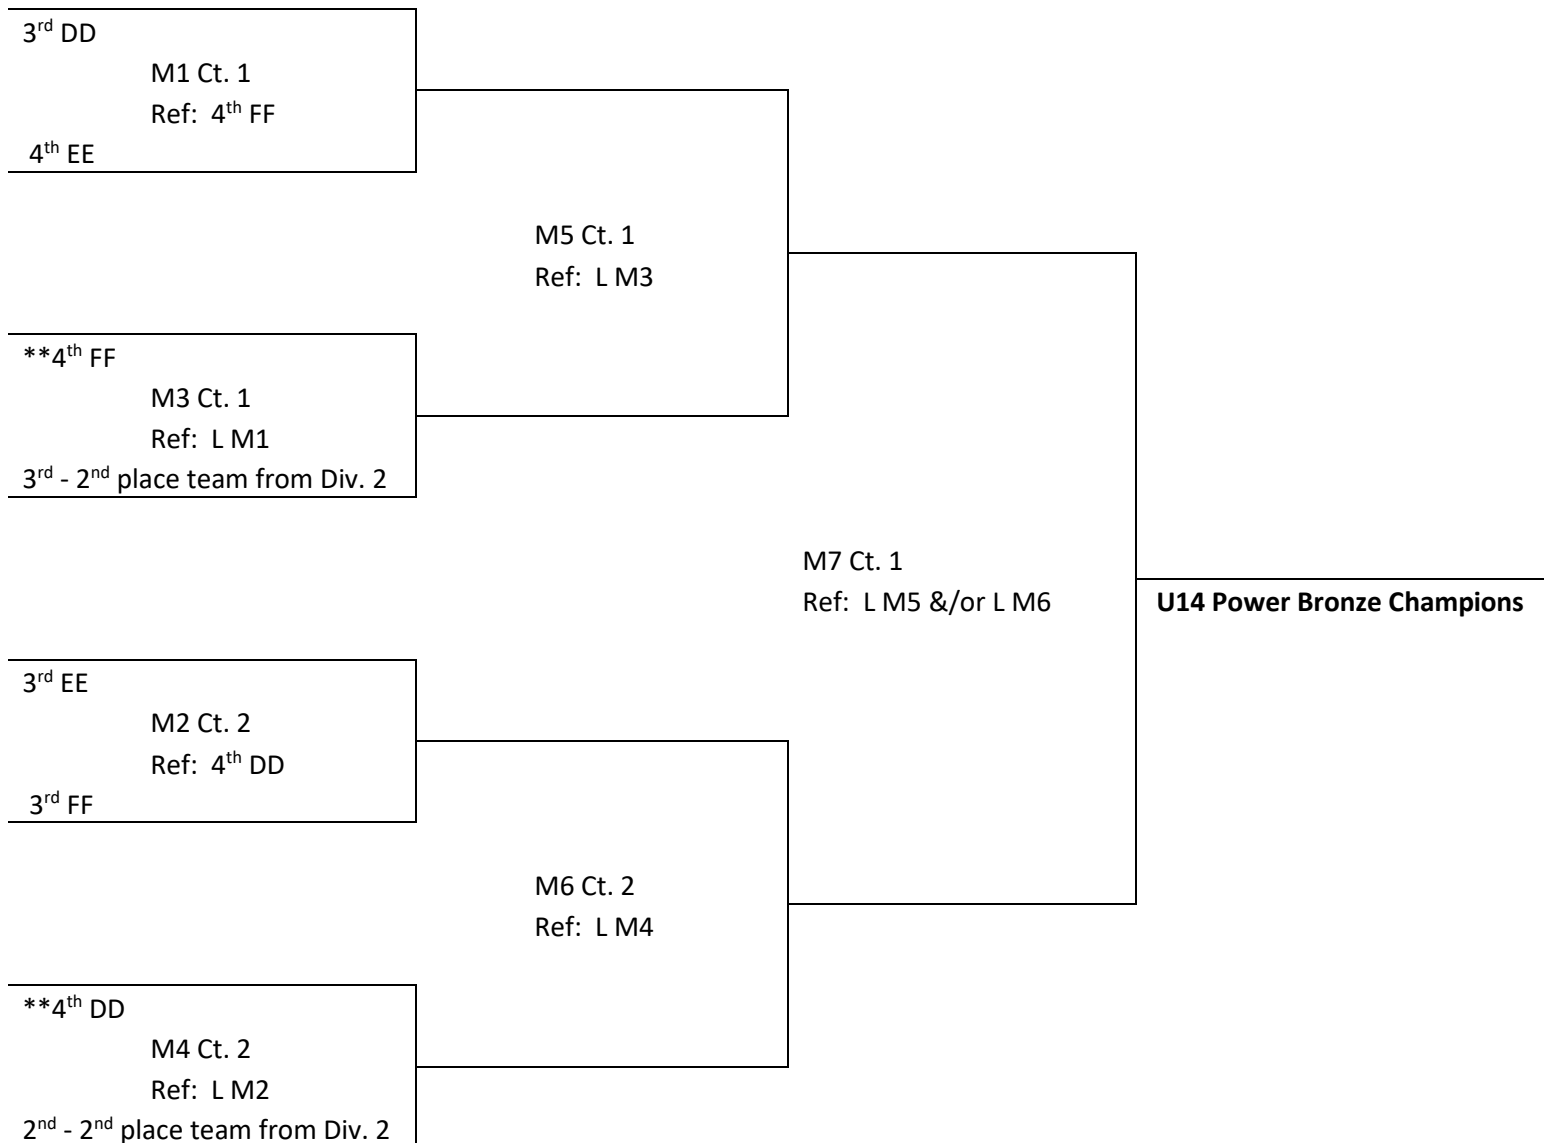 3rd DD
M1 Ct. 1
Ref: 4th FF
4th EE
M5 Ct. 1
Ref: L M3
**4th FF
M3 Ct. 1
Ref: L M1
3rd - 2nd place team from Div. 2
M7 Ct. 1
Ref: L M5 &/or L M6
U14 Power Bronze Champions
3rd EE
M2 Ct. 2
Ref: 4th DD
3rd FF
M6 Ct. 2
Ref: L M4
**4th DD
M4 Ct. 2
Ref: L M2
2nd - 2nd place team from Div. 2